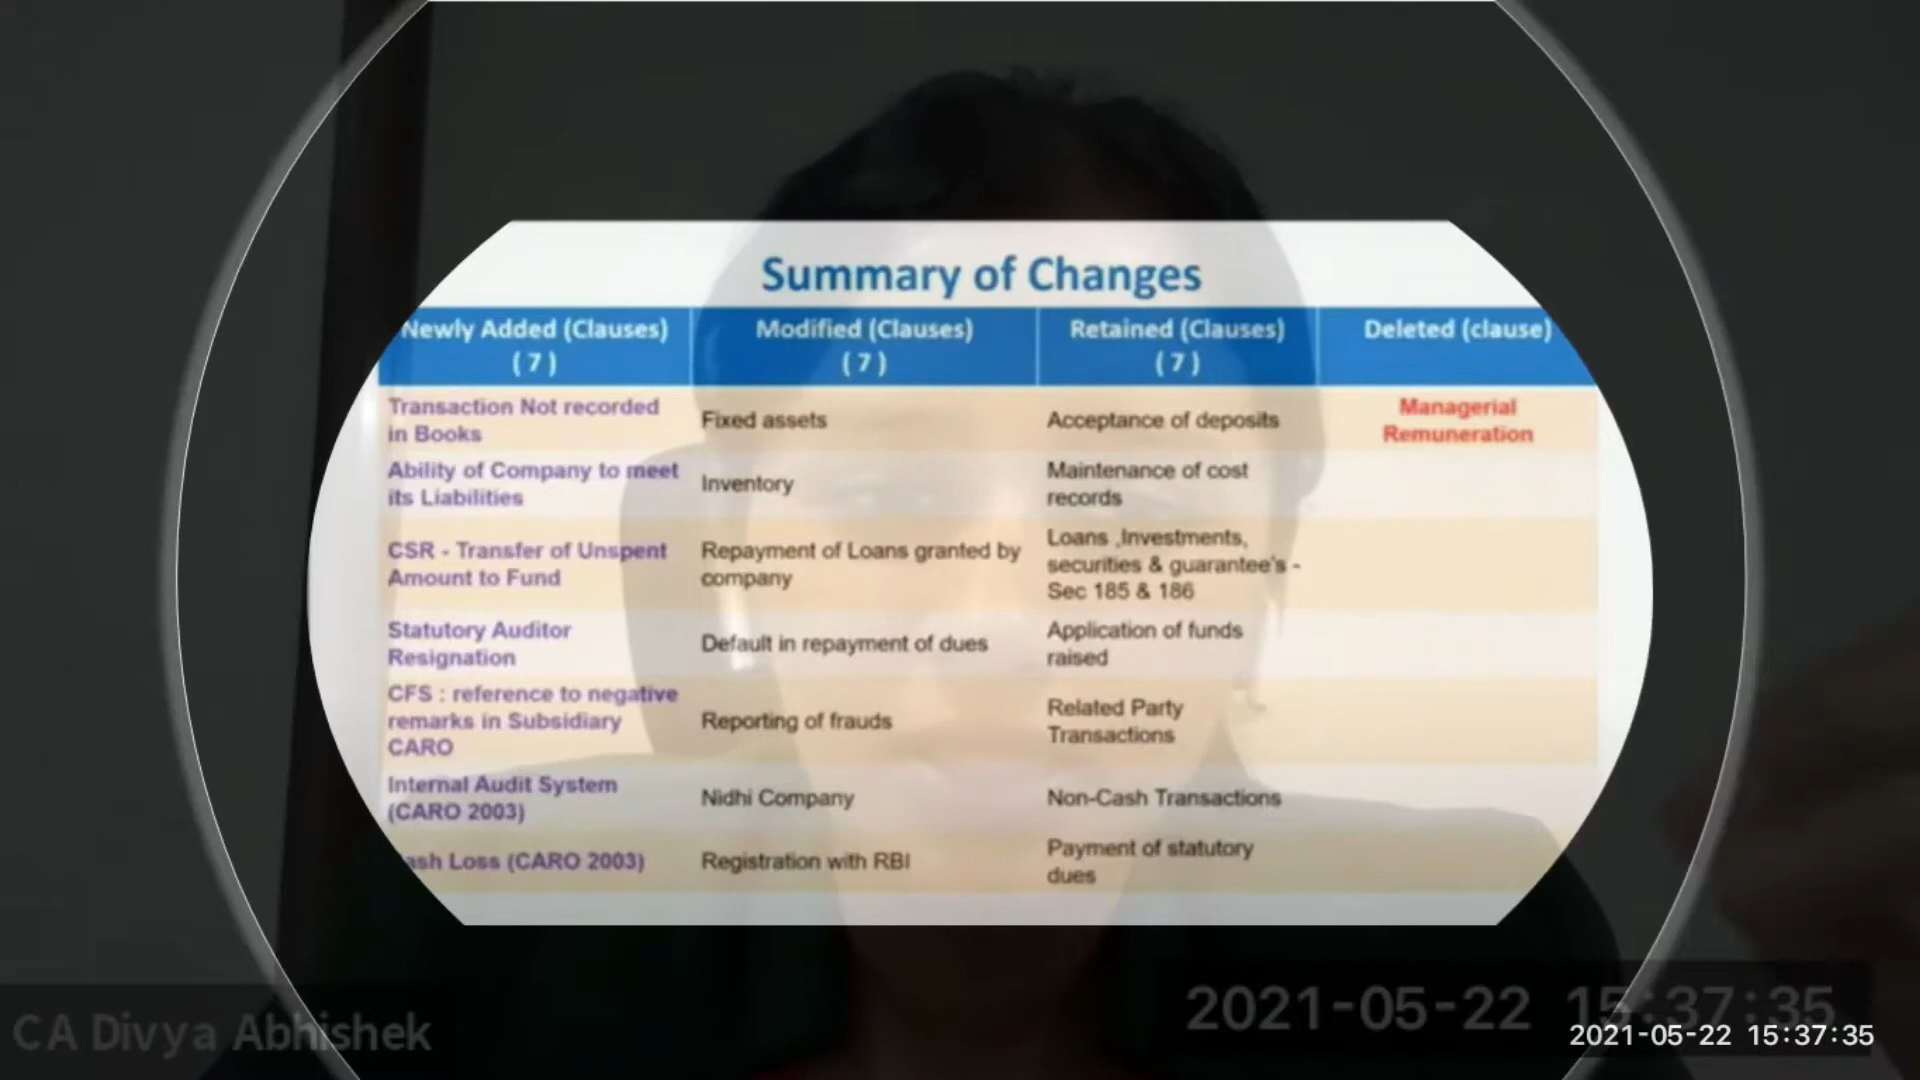 Summary of Changes
Newly Added (Clauses)
( 7 )
Modified (Clauses)
( 7 )
Retained (Clauses)
( 7 )
Deleted (clause)
Transaction Not recorded
in Books
Fixed assets
Acceptance of deposits
Managerial
Remuneration
Ability of Company to meet
its Liabilities
Inventory
Maintenance of cost
records
CSR - Transfer of Unspent
Amount to Fund
Repayment of Loans granted by
company
Loans ,Investments,
securities & guarantee's -
Sec 185 & 186
Statutory Auditor
Resignation
Default in repayment of dues
Application of funds
raised
CFS : reference to negative
remarks in Subsidiary
CARO
Reporting of frauds
Related Party
Transactions
Internal Audit System
(CARO 2003)
Nidhi Company
Non-Cash Transactions
ash Loss (CARO 2003)
Registration with RBI
Payment of statutory
dues
CA Divya Abhishek
2021-05-22 15:37:35
2021-05-22 15:37:35